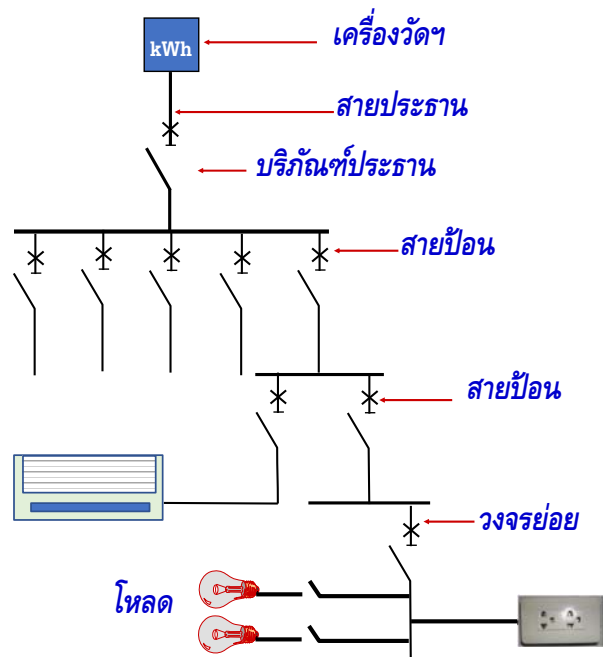 เครื่องวัดฯ
kWh
สายประธาน
บริภัณฑ์ประธาน
สายป้อน
สายป้อน
วงจรย่อย
โหลด